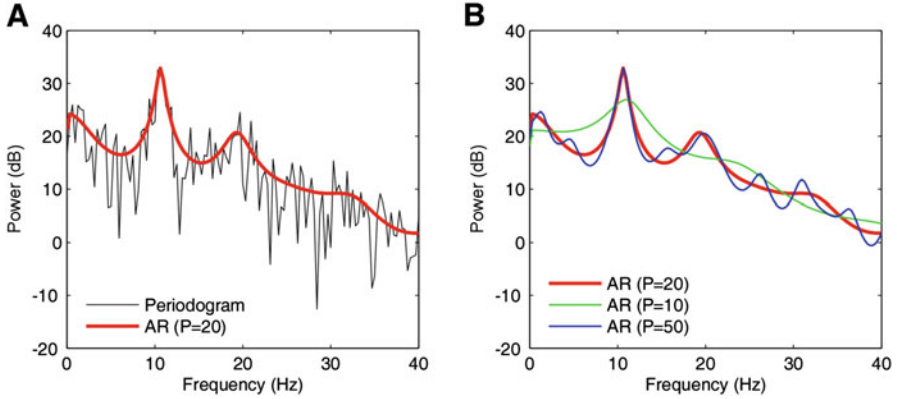 A
B
40
30
20
10
0
-10
-20
Power (dB)
Periodogram
AR (P=20)
0 10 20 30 40
Frequency (Hz)
40
30
20
10
0
-10
-20
Power (dB)
AR (P=20)
AR (P=10)
AR (P=50)
0 10 20 30 40
Frequency (Hz)